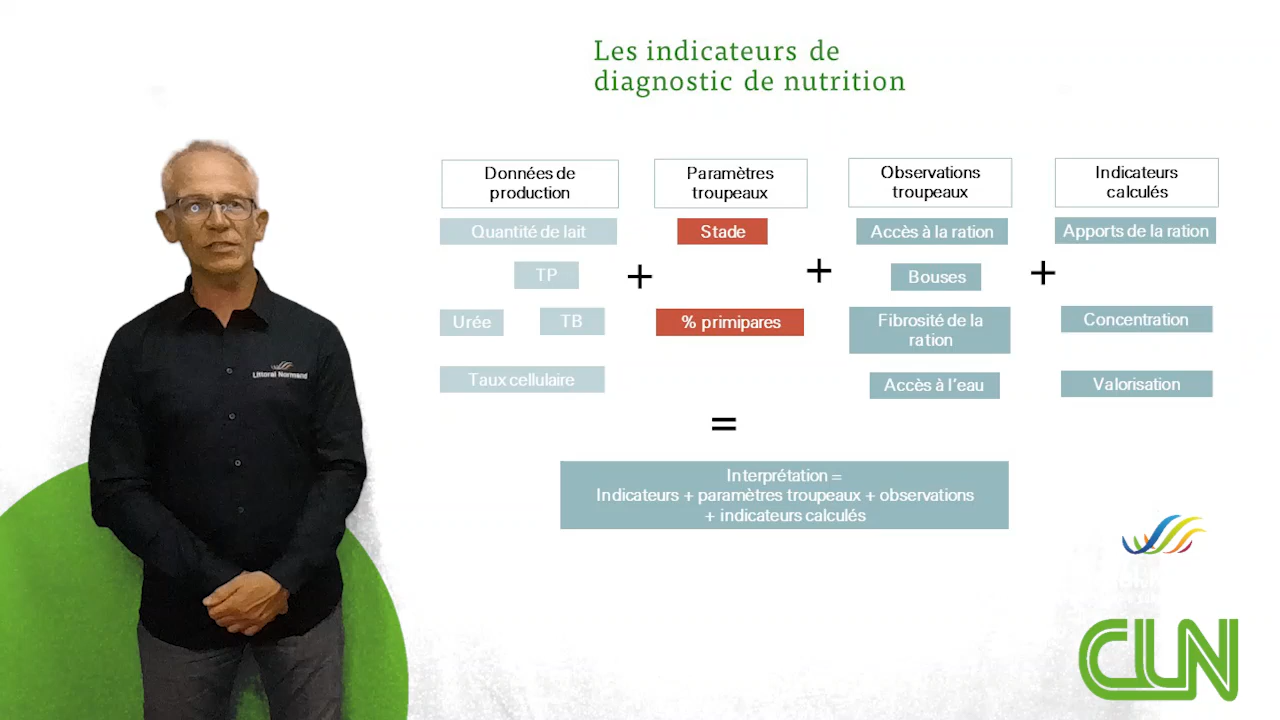 Les indicateurs de
diagnostic de nutrition
Données de
production
Quantité de lait
TP
Urée
TB
Taux cellulaire
+
Paramètres
troupeaux
Stade
% primipares
+
Observations
troupeaux
Accès à la ration
Bouses
Fibrosité de la
ration
Accès à l'eau
+
Indicateurs
calculés
Apports de la ration
Concentration
Valorisation
=
Interprétation =
Indicateurs + paramètres troupeaux + observations
+ indicateurs calculés
Littoral Normand
CLN